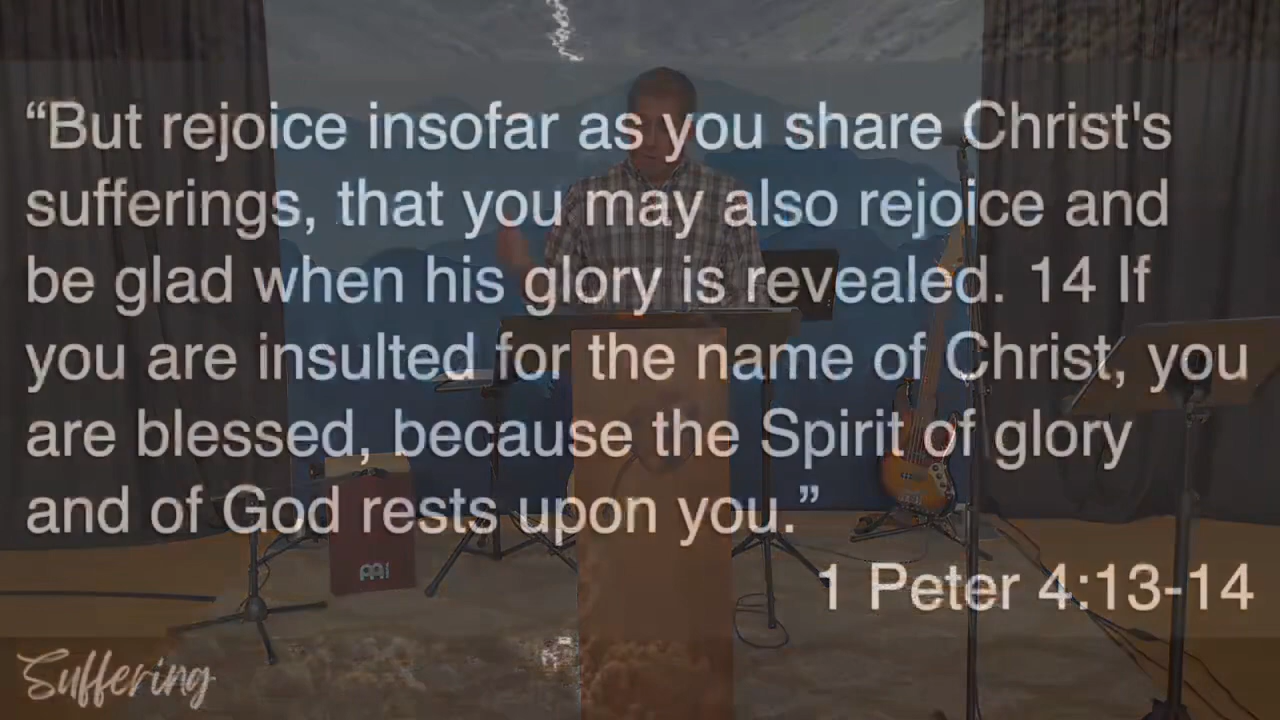 “But rejoice insofar as you share Christ's
sufferings, that you may also rejoice and
be glad when his glory is revealed. 14 If
you are insulted for the name of Christ, you
are blessed, because the Spirit of glory
and of God rests upon you.”
1 Peter 4:13-14
Suffering